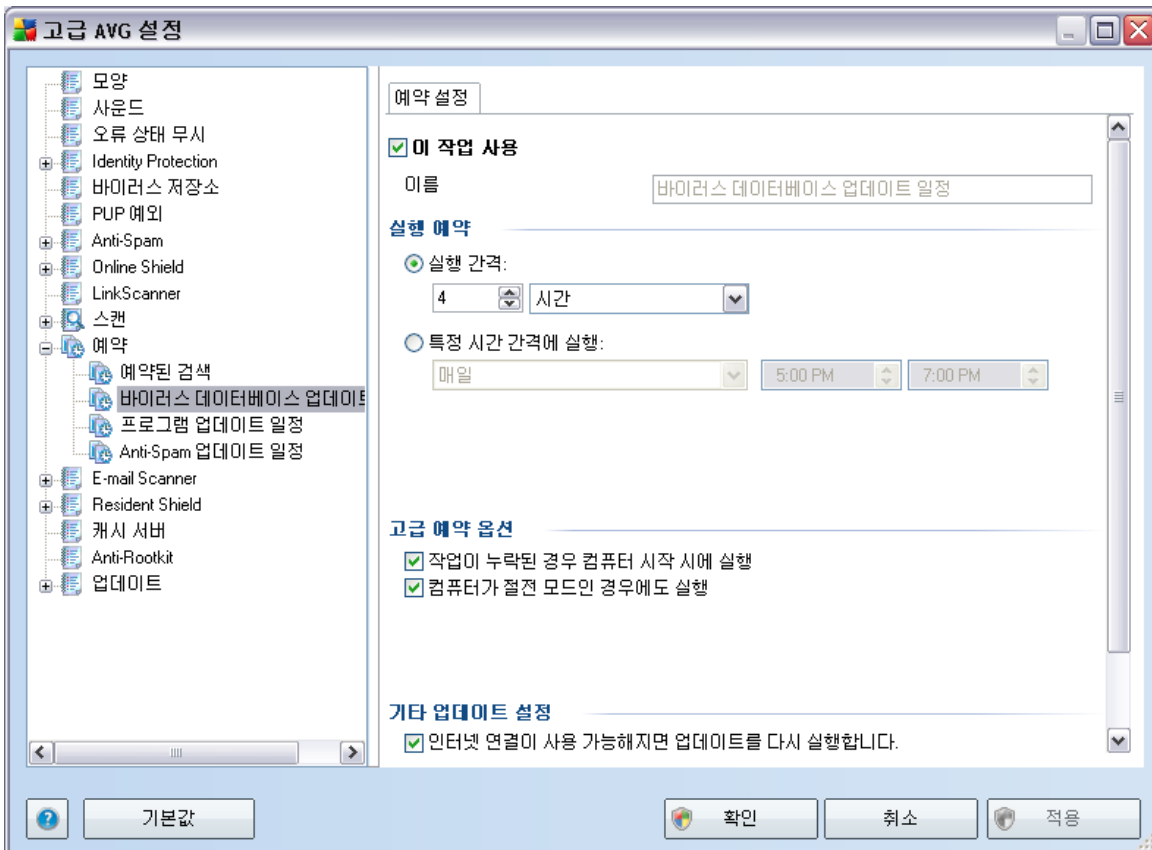 고급 AVG 설정
모양
사운드
오류 상태 무시
Identity Protection
바이러스 저장소
PUP 예외
Anti-Spam
Online Shield
LinkScanner
스캔
예약
예약된 검색
바이러스 데이터베이스 업데이트
프로그램 업데이트 일정
Anti-Spam 업데이트 일정
E-mail Scanner
Resident Shield
캐시 서버
Anti-Rootkit
업데이트
예약 설정
이 작업 사용
이름 바이러스 데이터베이스 업데이트 일정
실행 예약
실행 간격:
4 시간
특정 시간 간격에 실행:
매일 5:00 PM 7:00 PM
고급 예약 옵션
작업이 누락된 경우 컴퓨터 시작 시에 실행
컴퓨터가 절전 모드인 경우에도 실행
기타 업데이트 설정
인터넷 연결이 사용 가능해지면 업데이트를 다시 실행합니다.
기본값 확인 취소 적용